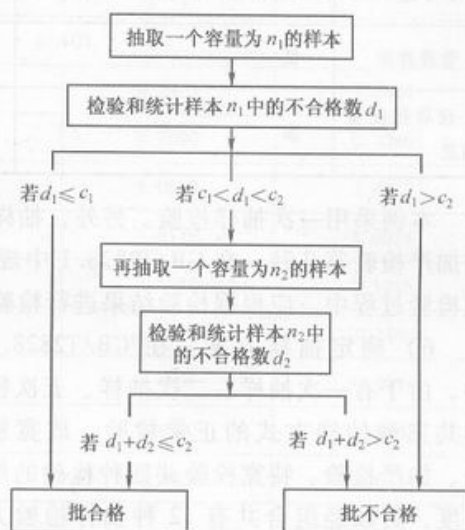 抽取一个容量为n₁的样本
检验和统计样本n₁中的不合格数d₁
若d₁≤c₁
若c₁<d₁<c₂
若d₁>c₂
再抽取一个容量为n₂的样本
检验和统计样本n₂中
的不合格数d₂
若 d₁+d₂≤c₂
若 d₁+d₂>c₂
批合格
批不合格